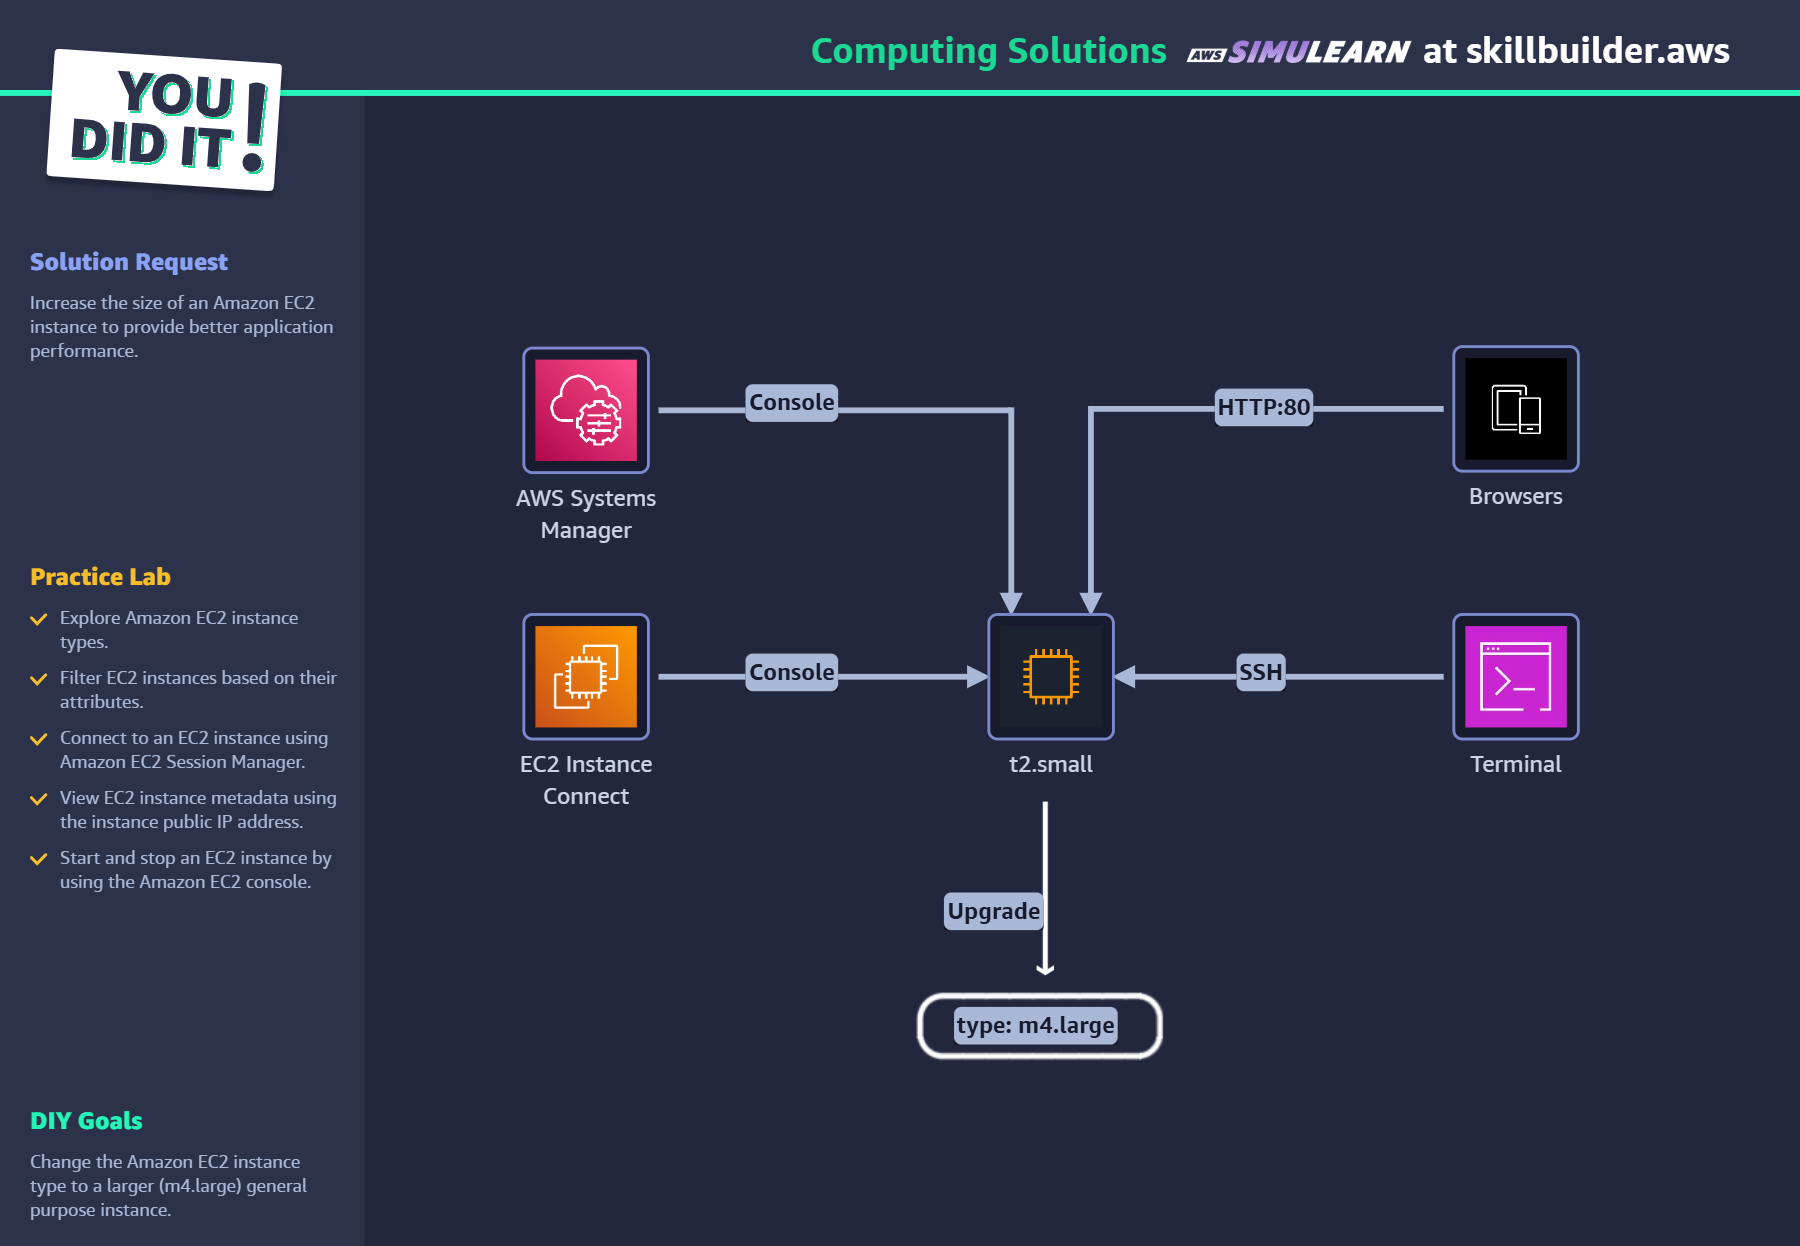 Computing Solutions AWS SIMULEARN at skillbuilder.aws
YOU
DID IT!
Solution Request
Increase the size of an Amazon EC2
instance to provide better application
performance.
Practice Lab
Explore Amazon EC2 instance
types.
Filter EC2 instances based on their
attributes.
Connect to an EC2 instance using
Amazon EC2 Session Manager.
View EC2 instance metadata using
the instance public IP address.
Start and stop an EC2 instance by
using the Amazon EC2 console.
DIY Goals
Change the Amazon EC2 instance
type to a larger (m4.large) general
purpose instance.
Console
HTTP:80
AWS Systems
Manager
Browsers
Console
SSH
EC2 Instance
Connect
t2.small
Terminal
Upgrade
type: m4.large